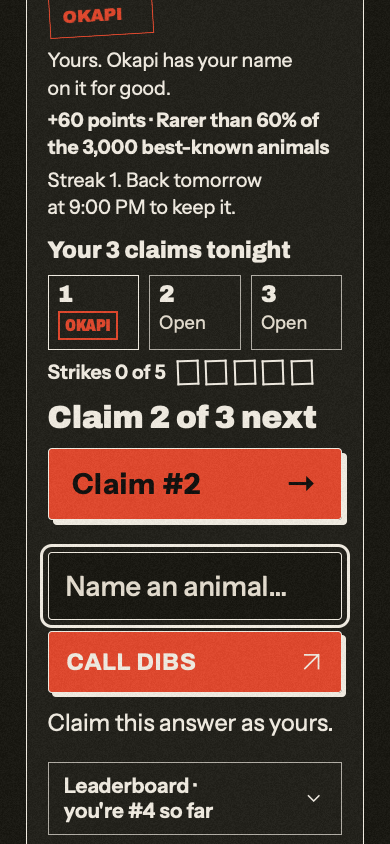 OKAPI
Yours. Okapi has your name
on it for good.
+60 points · Rarer than 60% of
the 3,000 best-known animals
Streak 1. Back tomorrow
at 9:00 PM to keep it.
Your 3 claims tonight
1
OKAPI
2
Open
3
Open
Strikes 0 of 5
Claim 2 of 3 next
Claim #2 →
Name an animal...
CALL DIBS
Claim this answer as yours.
Leaderboard ·
you're #4 so far